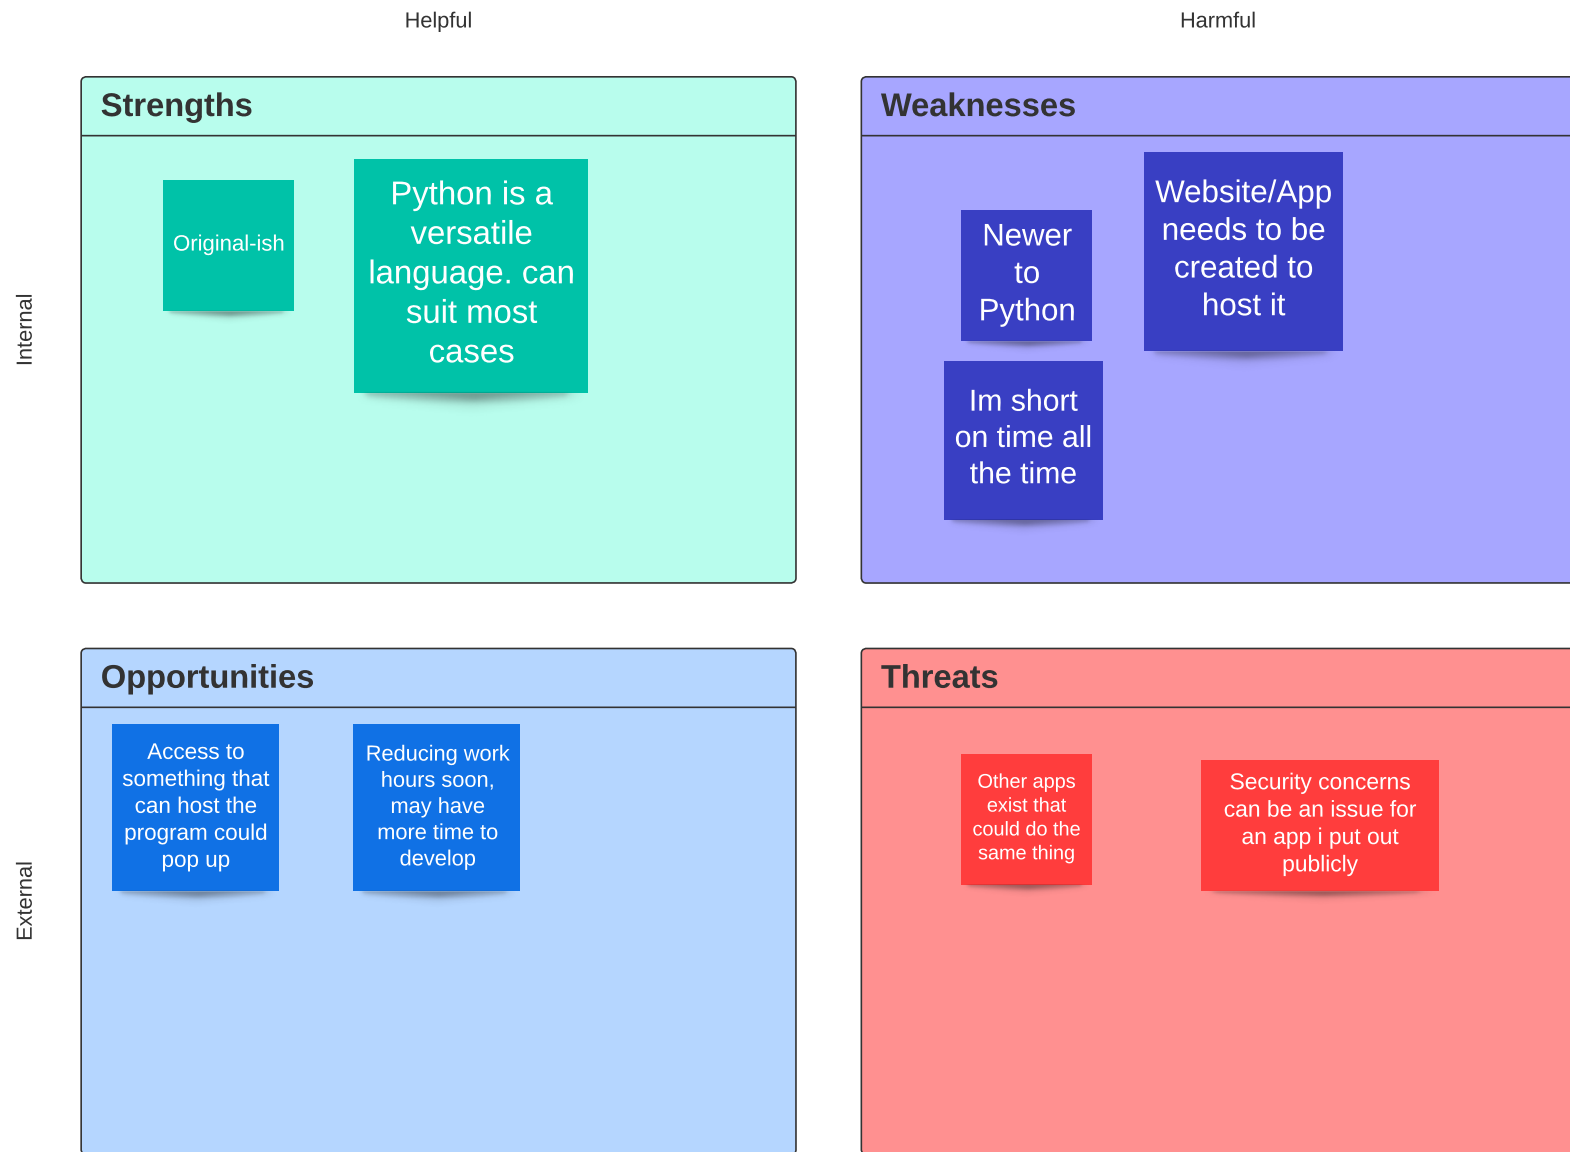 Helpful
Harmful
Internal
Strengths
Original-ish
Python is a
versatile
language. can
suit most
cases
Weaknesses
Newer
to
Python
Website/App
needs to be
created to
host it
Im short
on time all
the time
External
Opportunities
Access to
something that
can host the
program could
pop up
Reducing work
hours soon,
may have
more time to
develop
Threats
Other apps
exist that
could do the
same thing
Security concerns
can be an issue for
an app i put out
publicly